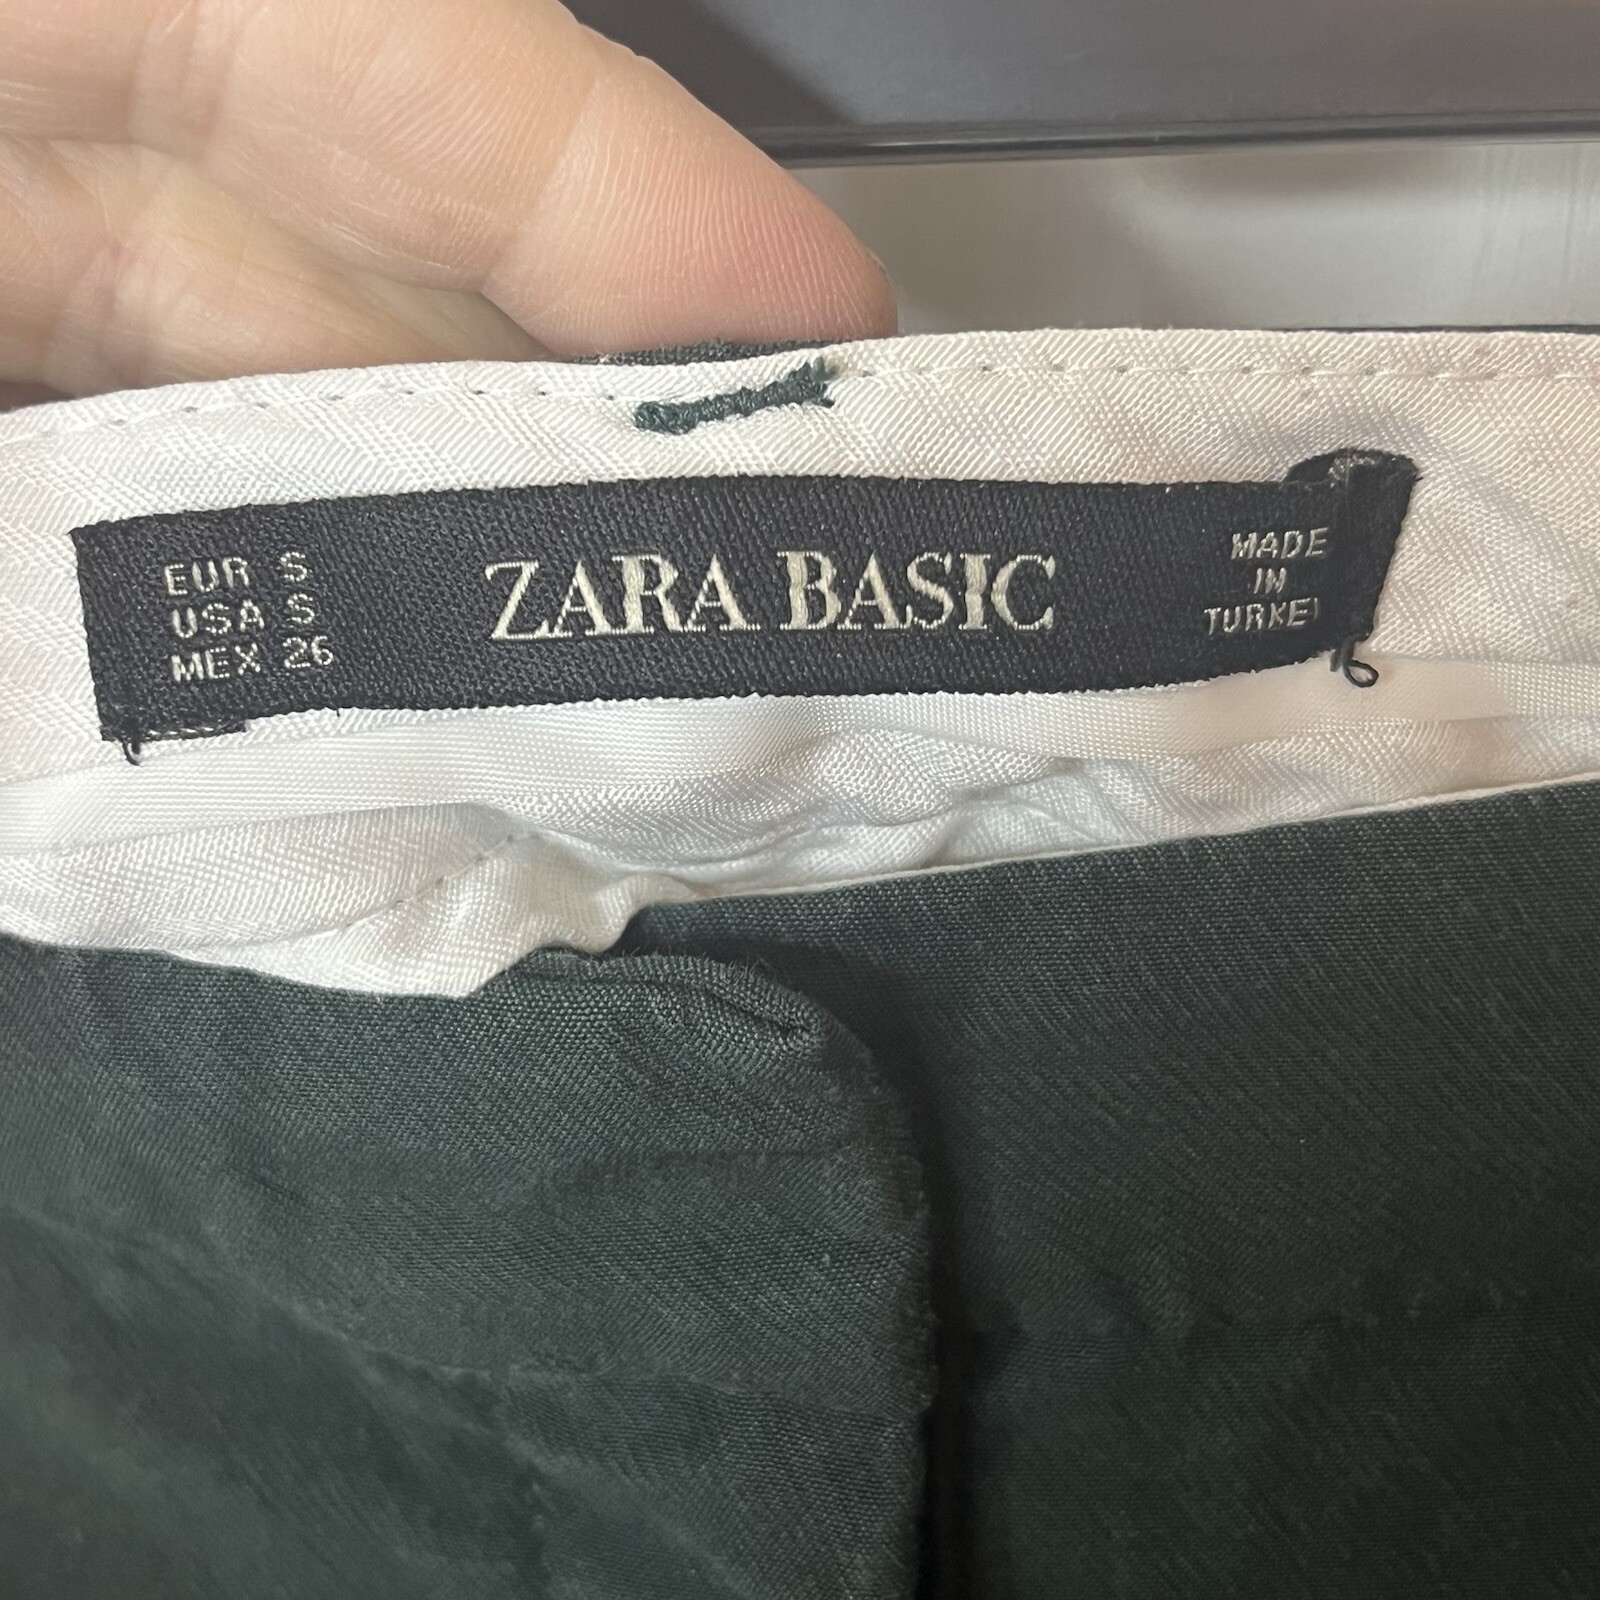 EUR S
USA S
MEX 26
ZARA BASIC
MADE
IN
TURKEY